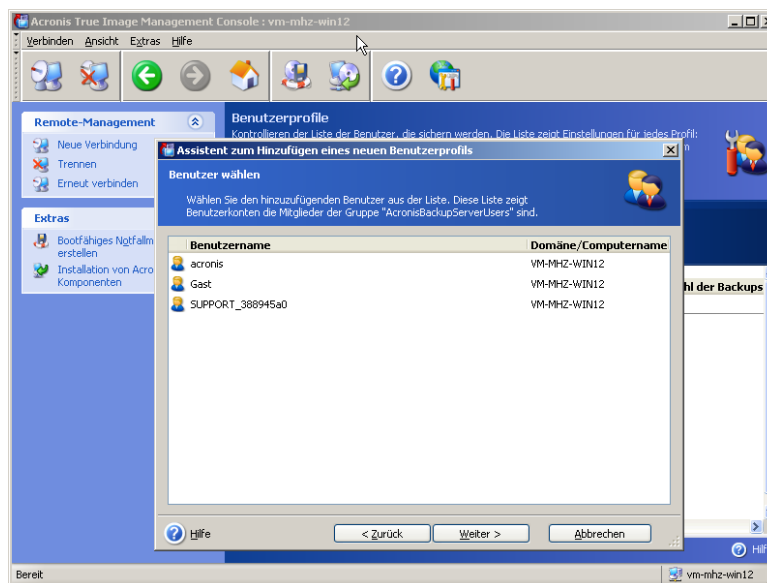 Acronis True Image Management Console : vm-mhz-win12
Verbinden Ansicht Extras Hilfe
Remote-Management
Neue Verbindung
Trennen
Erneut verbinden
Extras
Bootfähiges Notfallm
erstellen
Installation von Acro
Komponenten
Benutzerprofile
Kontrollieren der Liste der Benutzer, die sichern werden. Die Liste zeigt Einstellungen für jedes Profil:
Assistent zum Hinzufügen eines neuen Benutzerprofils
Benutzer wählen
Wählen Sie den hinzuzufügenden Benutzer aus der Liste. Diese Liste zeigt
Benutzerkonten die Mitglieder der Gruppe "AcronisBackupServerUsers" sind.
Benutzername Domäne/Computername
acronis VM-MHZ-WIN12
Gast VM-MHZ-WIN12
SUPPORT_388945a0 VM-MHZ-WIN12
hl der Backups
Hilfe < Zurück Weiter > Abbrechen
Hilf
Bereit vm-mhz-win12